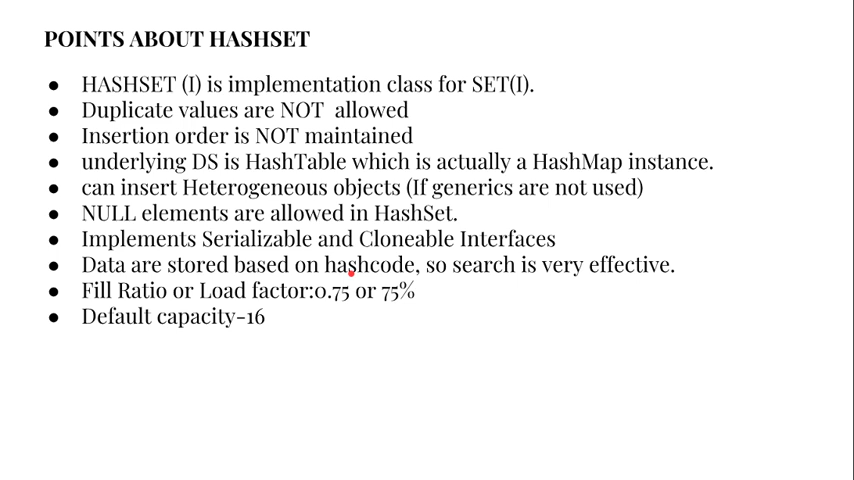 POINTS ABOUT HASHSET
● HASHSET (I) is implementation class for SET(I).
● Duplicate values are NOT allowed
● Insertion order is NOT maintained
● underlying DS is HashTable which is actually a HashMap instance.
● can insert Heterogeneous objects (If generics are not used)
● NULL elements are allowed in HashSet.
● Implements Serializable and Cloneable Interfaces
● Data are stored based on hashcode, so search is very effective.
● Fill Ratio or Load factor:0.75 or 75%
● Default capacity-16